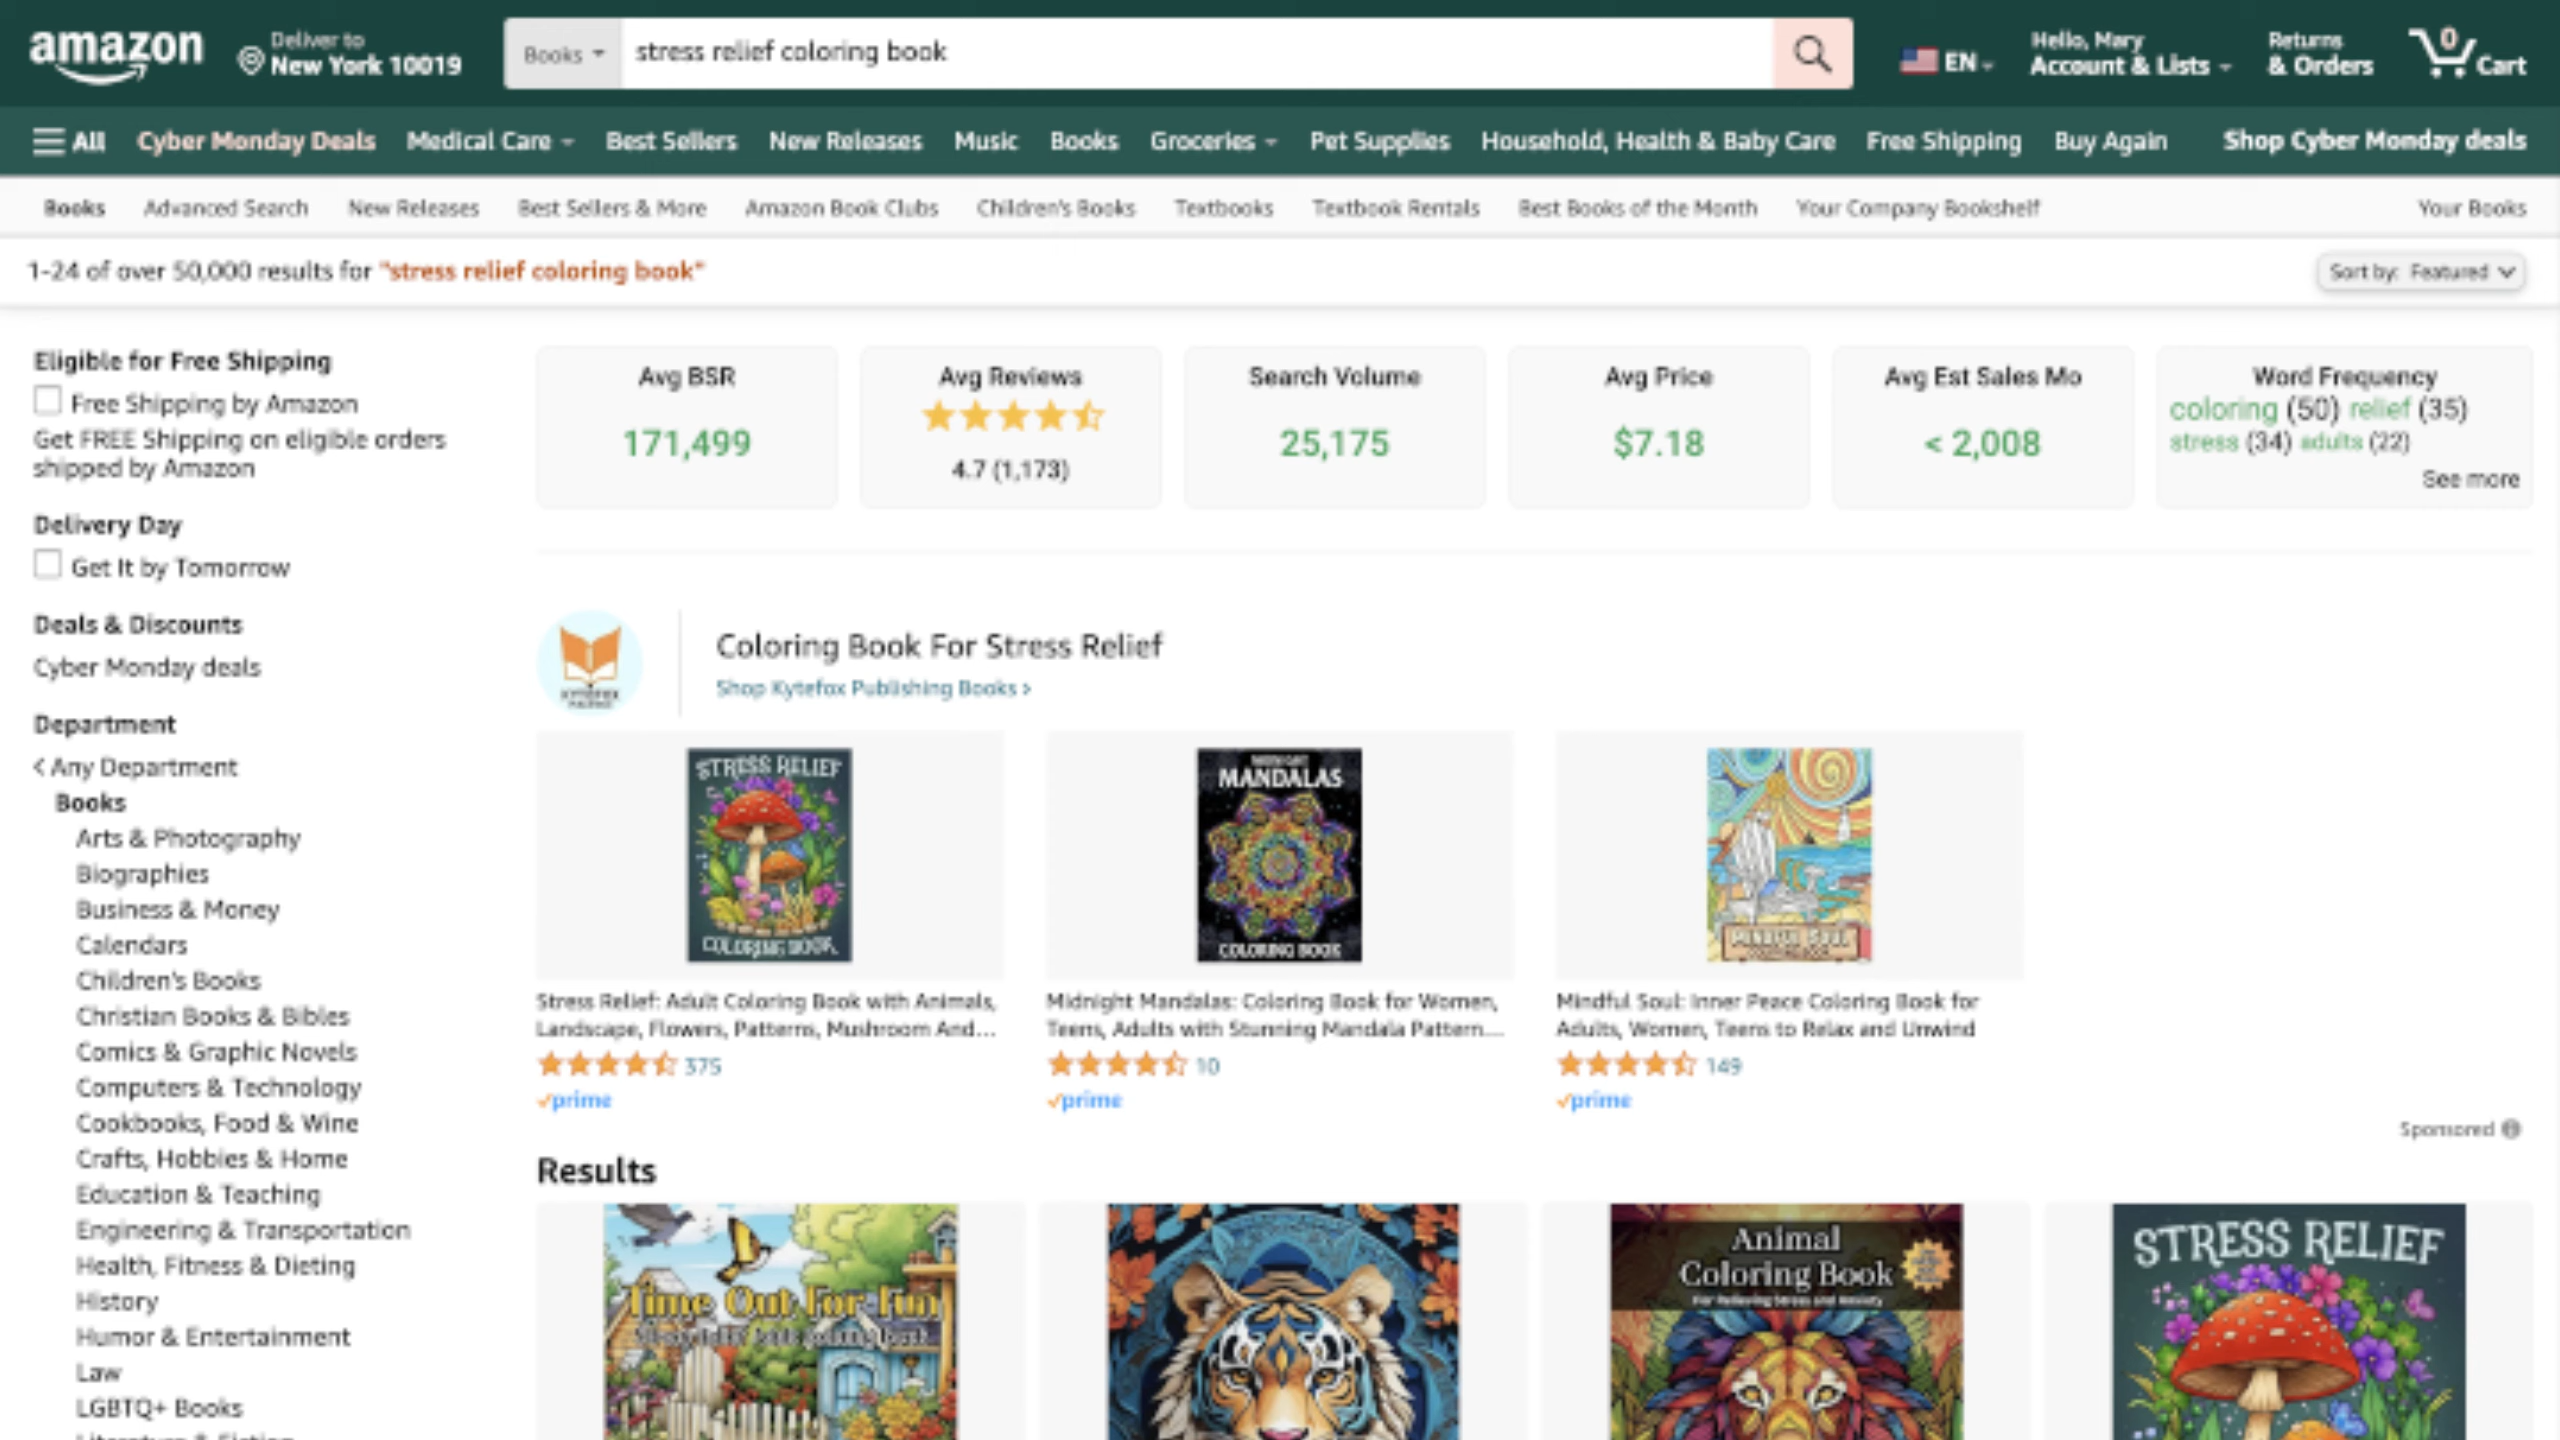 amazon
Deliver to
New York 10019
Books
stress relief coloring book
EN
Hello, Mary
Account & Lists
Returns
& Orders
0
Cart
All
Cyber Monday Deals
Medical Care
Best Sellers
New Releases
Music
Books
Groceries
Pet Supplies
Household, Health & Baby Care
Free Shipping
Buy Again
Shop Cyber Monday deals
Books
Advanced Search
New Releases
Best Sellers & More
Amazon Book Clubs
Children's Books
Textbooks
Textbook Rentals
Best Books of the Month
Your Company Bookshelf
Your Books
1-24 of over 50,000 results for "stress relief coloring book"
Sort by: Featured
Eligible for Free Shipping
Free Shipping by Amazon
Get FREE Shipping on eligible orders
shipped by Amazon
Delivery Day
Get It by Tomorrow
Deals & Discounts
Cyber Monday deals
Department
< Any Department
Books
Arts & Photography
Biographies
Business & Money
Calendars
Children's Books
Christian Books & Bibles
Comics & Graphic Novels
Computers & Technology
Cookbooks, Food & Wine
Crafts, Hobbies & Home
Education & Teaching
Engineering & Transportation
Health, Fitness & Dieting
History
Humor & Entertainment
Law
LGBTQ+ Books
Avg BSR
171,499
Avg Reviews
4.7 (1,173)
Search Volume
25,175
Avg Price
$7.18
Avg Est Sales Mo
< 2,008
Word Frequency
coloring (50) relief (35)
stress (34) adults (22)
See more
Coloring Book For Stress Relief
Shop Kytefox Publishing Books >
STRESS RELIEF
COLORING BOOK
Stress Relief: Adult Coloring Book with Animals,
Landscape, Flowers, Patterns, Mushroom And...
375
prime
MIDNIGHT
MANDALAS
COLORING BOOK
Midnight Mandalas: Coloring Book for Women,
Teens, Adults with Stunning Mandala Pattern....
10
prime
MINDFUL SOUL
Mindful Soul: Inner Peace Coloring Book for
Adults, Women, Teens to Relax and Unwind
149
prime
Sponsored
Results
Time Out For Fun
Animal
Coloring Book
For Relieving Stress and Anxiety
STRESS RELIEF